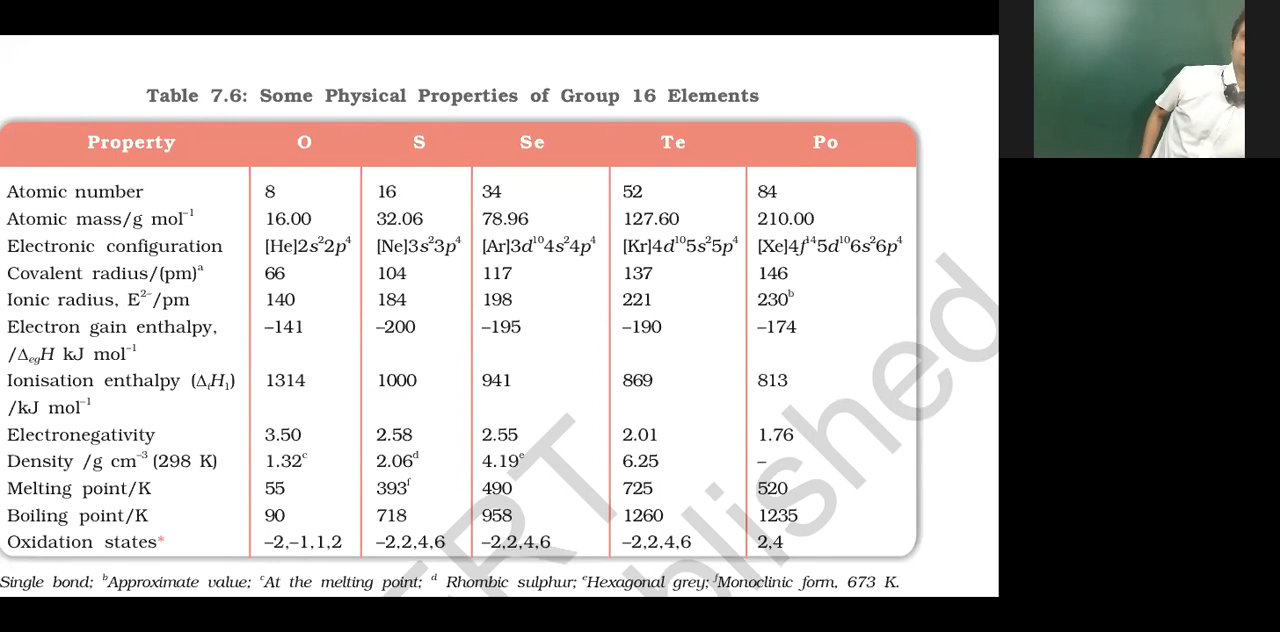 Table 7.6: Some Physical Properties of Group 16 Elements
Property O S Se Te Po
Atomic number 8 16 34 52 84
Atomic mass/g mol⁻¹ 16.00 32.06 78.96 127.60 210.00
Electronic configuration [He]2s²2p⁴ [Ne]3s²3p⁴ [Ar]3d¹⁰4s²4p⁴ [Kr]4d¹⁰5s²5p⁴ [Xe]4f¹⁴5d¹⁰6s²6p⁴
Covalent radius/(pm)ᵃ 66 104 117 137 146
Ionic radius, E²⁻/pm 140 184 198 221 230ᵇ
Electron gain enthalpy, –141 –200 –195 –190 –174
/ΔegH kJ mol⁻¹
Ionisation enthalpy (ΔᵢH₁) 1314 1000 941 869 813
/kJ mol⁻¹
Electronegativity 3.50 2.58 2.55 2.01 1.76
Density /g cm⁻³ (298 K) 1.32ᶜ 2.06ᵈ 4.19ᵉ 6.25 –
Melting point/K 55 393ᶠ 490 725 520
Boiling point/K 90 718 958 1260 1235
Oxidation states* –2,–1,1,2 –2,2,4,6 –2,2,4,6 –2,2,4,6 2,4
Single bond; ᵇApproximate value; ᶜAt the melting point; ᵈ Rhombic sulphur; ᵉHexagonal grey; ᶠMonoclinic form, 673 K.